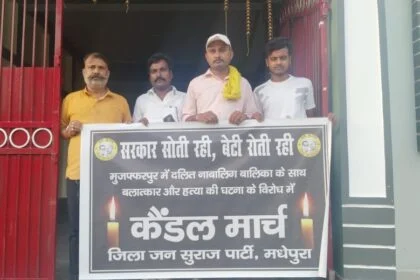 सरकार सोती रही, बेटी रोती रही
मुजफ्फरपुर में दलित नाबालिग बालिका के साथ
बलात्कार और हत्या की घटना के विरोध में
कैंडल मार्च
जिला जन सुराज पार्टी, मधेपुरा